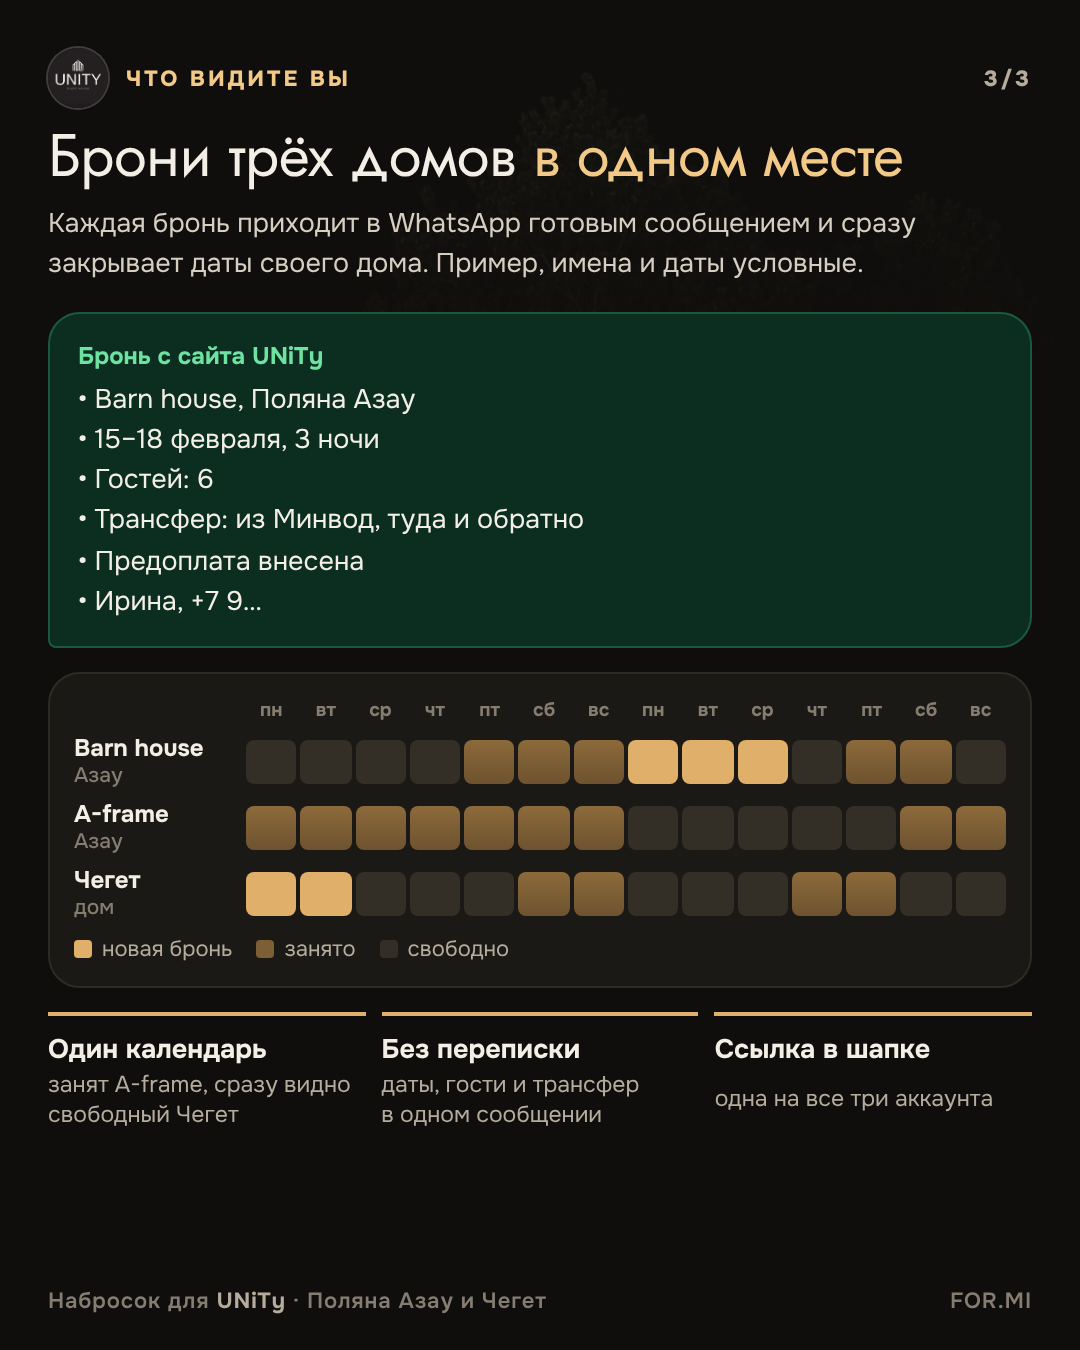 UNITY
ЧТО ВИДИТЕ ВЫ
3/3
Брони трёх домов в одном месте
Каждая бронь приходит в WhatsApp готовым сообщением и сразу
закрывает даты своего дома. Пример, имена и даты условные.
Бронь с сайта UNiTy
• Barn house, Поляна Азау
• 15–18 февраля, 3 ночи
• Гостей: 6
• Трансфер: из Минвод, туда и обратно
• Предоплата внесена
• Ирина, +7 9...
пн вт ср чт пт сб вс пн вт ср чт пт сб вс
Barn house
Азау
A-frame
Азау
Чегет
дом
новая бронь занято свободно
Один календарь
занят A-frame, сразу видно
свободный Чегет
Без переписки
даты, гости и трансфер
в одном сообщении
Ссылка в шапке
одна на все три аккаунта
Набросок для UNiTy · Поляна Азау и Чегет
FOR.MI